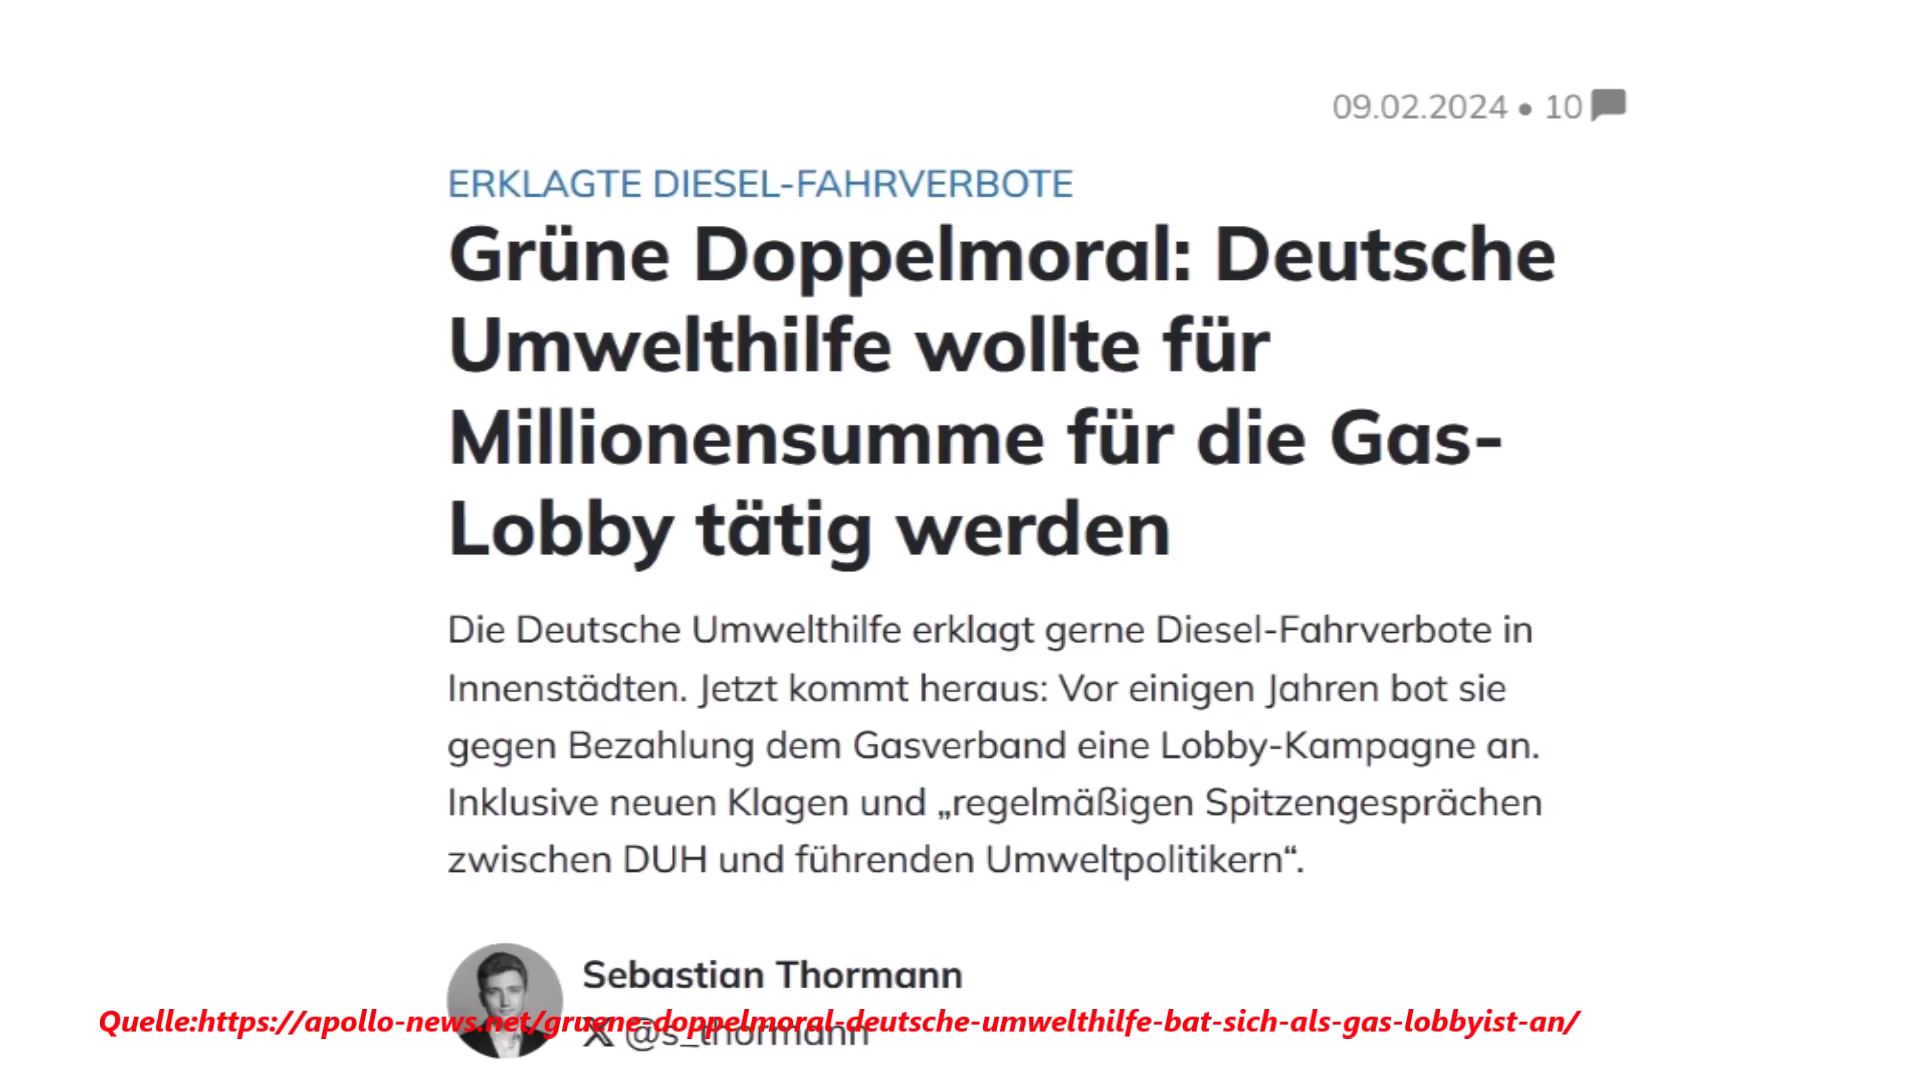 09.02.2024 • 10
ERKLAGTE DIESEL-FAHRVERBOTE
Grüne Doppelmoral: Deutsche
Umwelthilfe wollte für
Millionensumme für die Gas-
Lobby tätig werden
Die Deutsche Umwelthilfe erklagt gerne Diesel-Fahrverbote in
Innenstädten. Jetzt kommt heraus: Vor einigen Jahren bot sie
gegen Bezahlung dem Gasverband eine Lobby-Kampagne an.
Inklusive neuen Klagen und „regelmäßigen Spitzengesprächen
zwischen DUH und führenden Umweltpolitikern“.
Sebastian Thormann
Quelle:https://apollo-news.net/gruene-doppelmoral-deutsche-umwelthilfe-bat-sich-als-gas-lobbyist-an/
@s_thormann